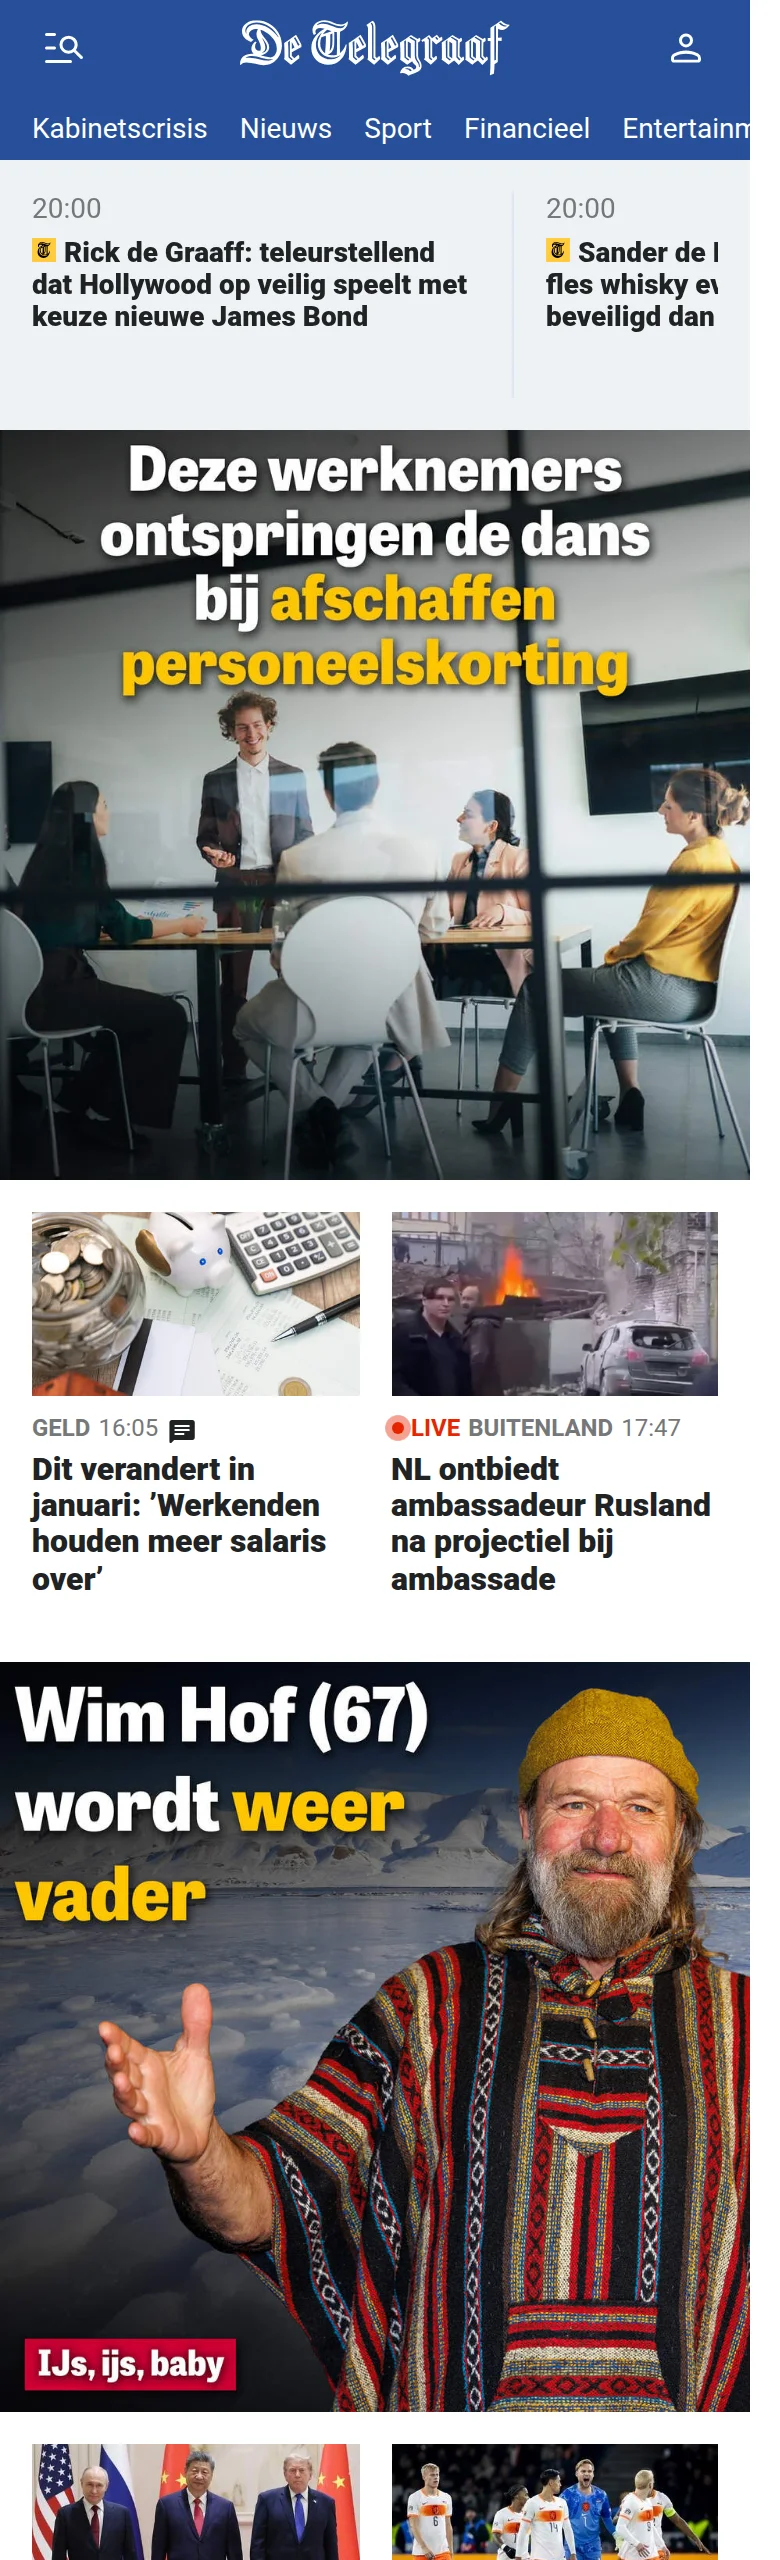 De Telegraaf
Kabinetscrisis Nieuws Sport Financieel Entertainm
20:00
Rick de Graaff: teleurstellend
dat Hollywood op veilig speelt met
keuze nieuwe James Bond
20:00
Sander de
fles whisky ev
beveiligd dan
Deze werknemers
ontspringen de dans
bij afschaffen
personeelskorting
GELD 16:05
Dit verandert in
januari: ’Werkenden
houden meer salaris
over’
LIVE BUITENLAND 17:47
NL ontbiedt
ambassadeur Rusland
na projectiel bij
ambassade
Wim Hof (67)
wordt weer
vader
IJs, ijs, baby